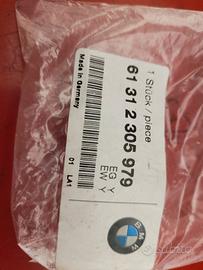 1 Stück / piece
61 31 2 305 979
EG Y
EW Y
Made in Germany
01 LA1
BMW